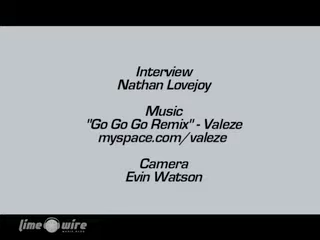 Interview
Nathan Lovejoy
Music
"Go Go Go Remix" - Valeze
myspace.com/valeze
Camera
Evin Watson
lime wire